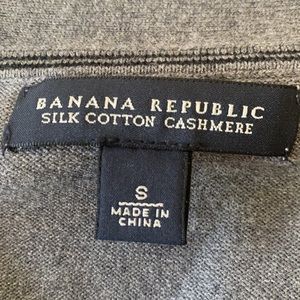 BANANA REPUBLIC
SILK COTTON CASHMERE
S
MADE IN
CHINA